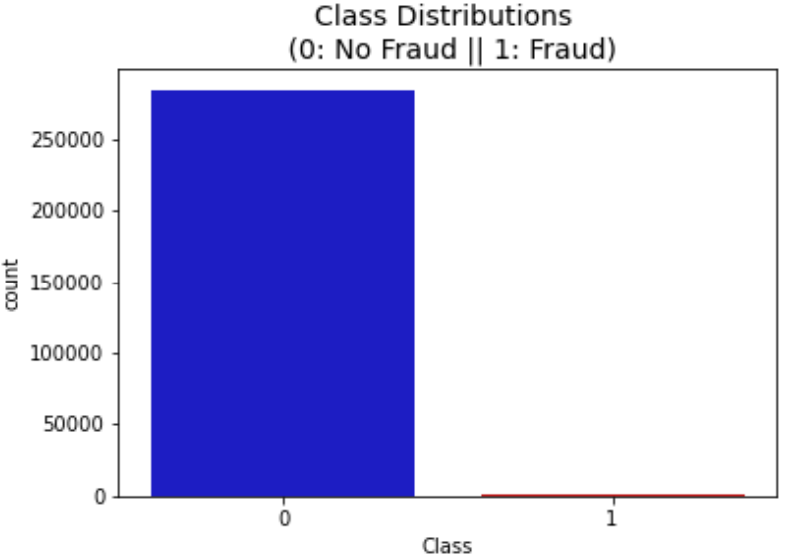 Class Distributions
(0: No Fraud || 1: Fraud)
250000
200000
150000
100000
50000
0
count
0 1
Class